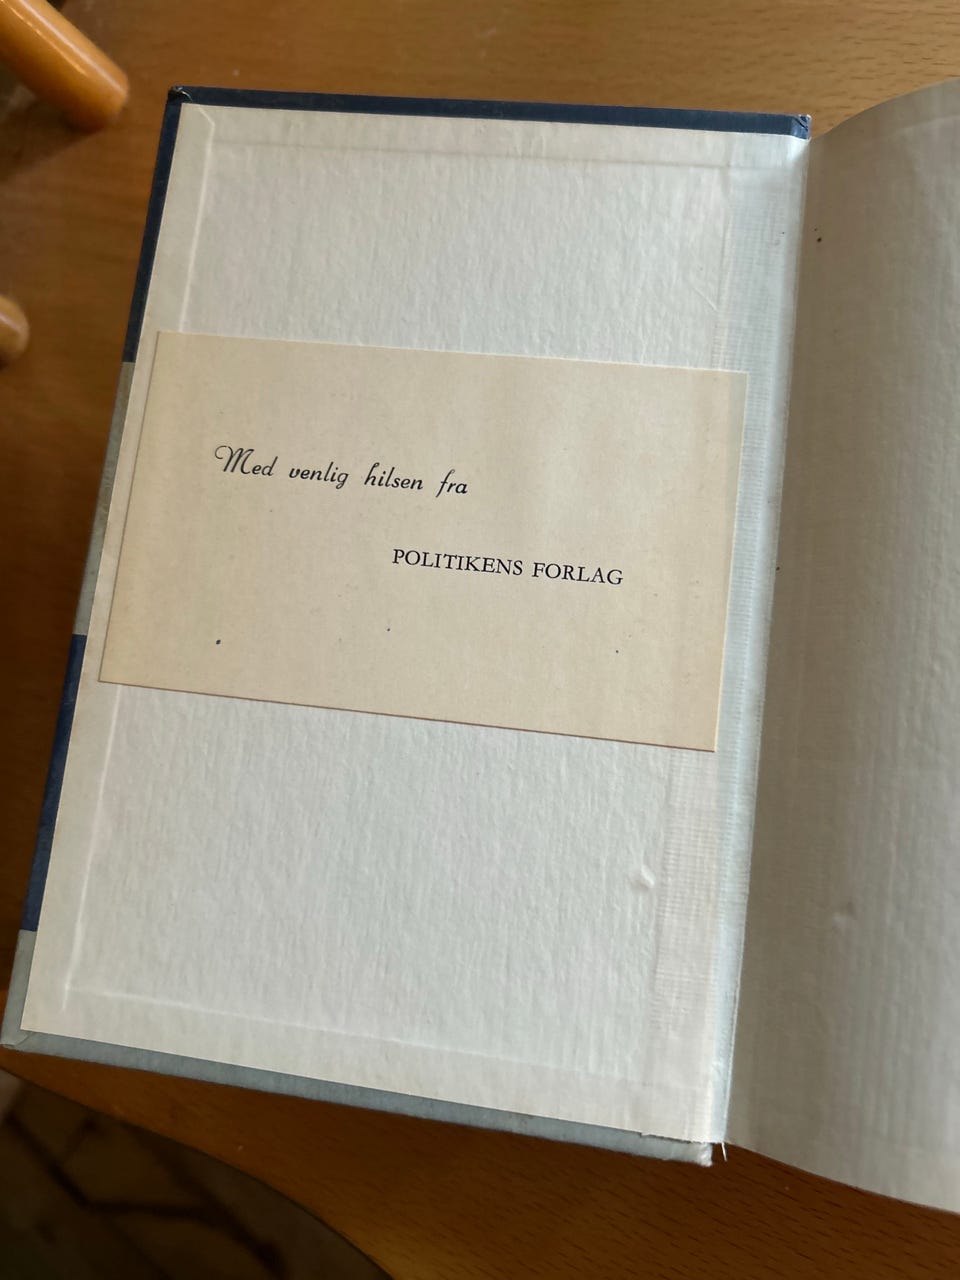 Med venlig hilsen fra
POLITIKENS FORLAG